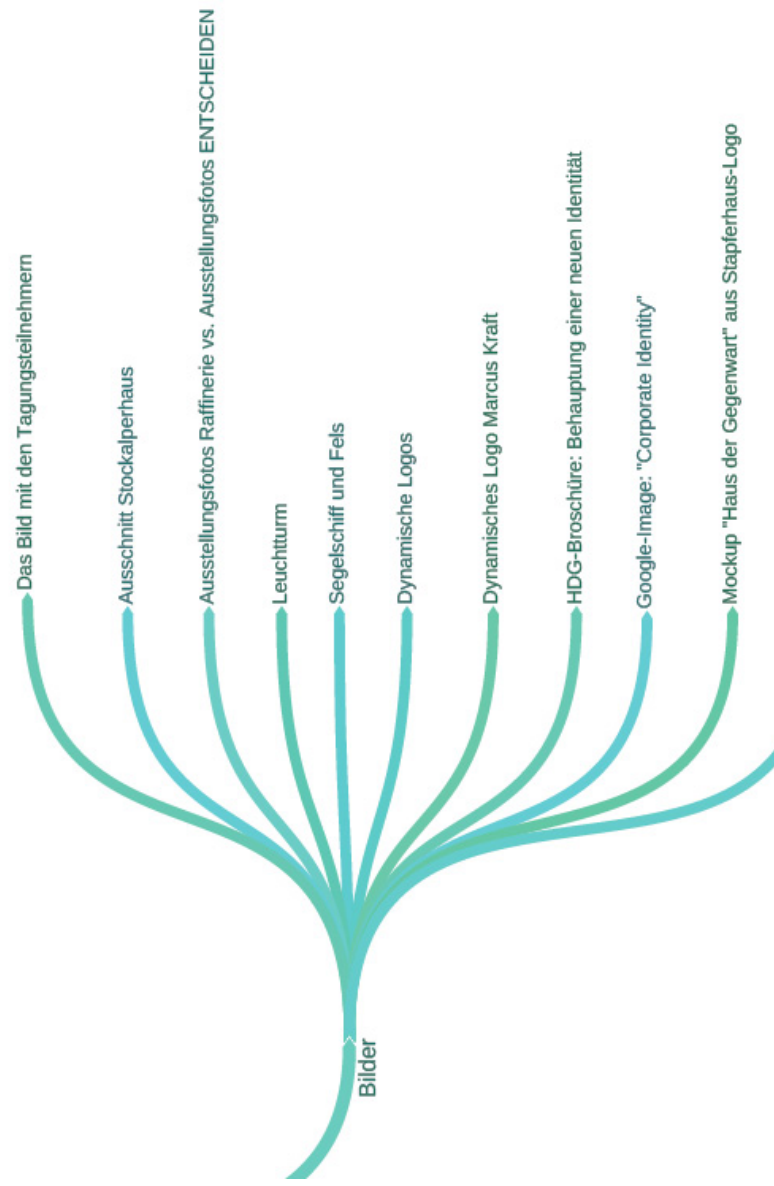 Das Bild mit den Tagungsteilnehmern
Ausschnitt Stockalperhaus
Ausstellungsfotos Raffinerie vs. Ausstellungsfotos ENTSCHEIDEN
Leuchtturm
Segelschiff und Fels
Dynamische Logos
Dynamisches Logo Marcus Kraft
HDG-Broschüre: Behauptung einer neuen Identität
Google-Image: "Corporate Identity"
Mockup "Haus der Gegenwart" aus Stapferhaus-Logo
Bilder